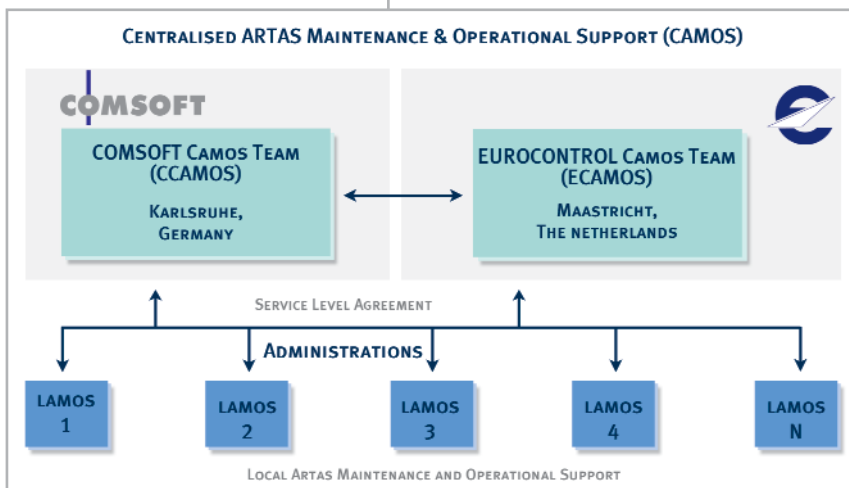 CENTRALISED ARTAS MAINTENANCE & OPERATIONAL SUPPORT (CAMOS)
COMSOFT
COMSOFT CAMOS TEAM
(CCAMOS)
KARLSRUHE,
GERMANY
EUROCONTROL CAMOS TEAM
(ECAMOS)
MAASTRICHT,
THE NETHERLANDS
SERVICE LEVEL AGREEMENT
ADMINISTRATIONS
LAMOS
1
LAMOS
2
LAMOS
3
LAMOS
4
LAMOS
N
LOCAL ARTAS MAINTENANCE AND OPERATIONAL SUPPORT